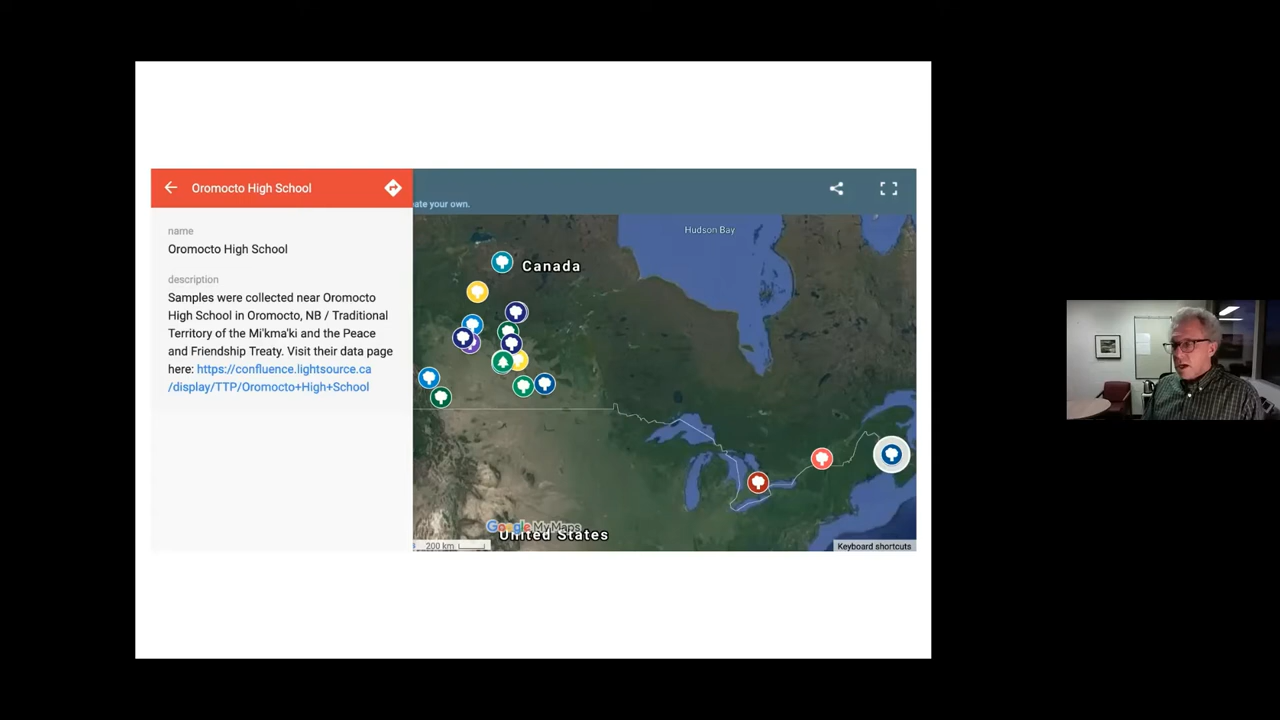 Oromocto High School
name
Oromocto High School
description
Samples were collected near Oromocto
High School in Oromocto, NB / Traditional
Territory of the Mi'kma'ki and the Peace
and Friendship Treaty. Visit their data page
here: https://confluence.lightsource.ca
/display/TTP/Oromocto+High+School
ate your own.
Hudson Bay
Canada
Google My Maps
United States
200 km
Keyboard shortcuts